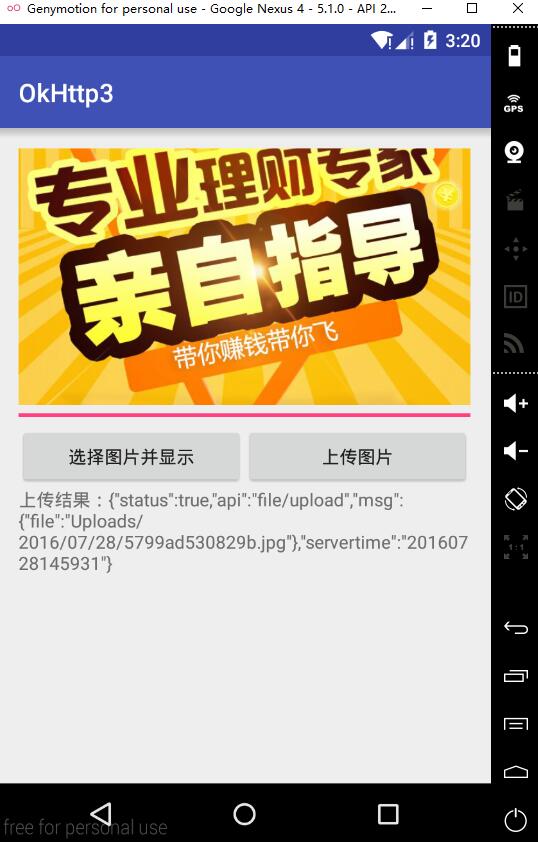 Genymotion for personal use - Google Nexus 4 - 5.1.0 - API 2...
3:20
OkHttp3
GPS
专业理财专家
亲自指导
带你赚钱带你飞
ID
选择图片并显示
上传图片
上传结果：{"status":true,"api":"file/upload","msg":
{"file":"Uploads/
2016/07/28/5799ad530829b.jpg"},"servertime":"201607
28145931"}
1:1
free for personal use